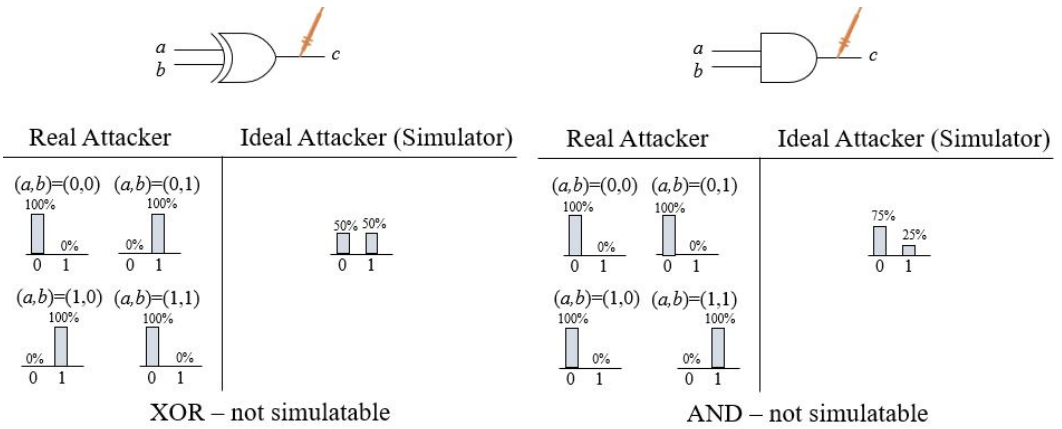 a
b
c
a
b
c
Real Attacker Ideal Attacker (Simulator)
(a,b)=(0,0) (a,b)=(0,1)
100% 100%
0% 0%
0 1 0 1
50% 50%
0 1
(a,b)=(1,0) (a,b)=(1,1)
100% 100%
0% 0%
0 1 0 1
XOR – not simulatable
Real Attacker Ideal Attacker (Simulator)
(a,b)=(0,0) (a,b)=(0,1)
100% 100%
0% 0%
0 1 0 1
75%
25%
0 1
(a,b)=(1,0) (a,b)=(1,1)
100% 100%
0% 0%
0 1 0 1
AND – not simulatable